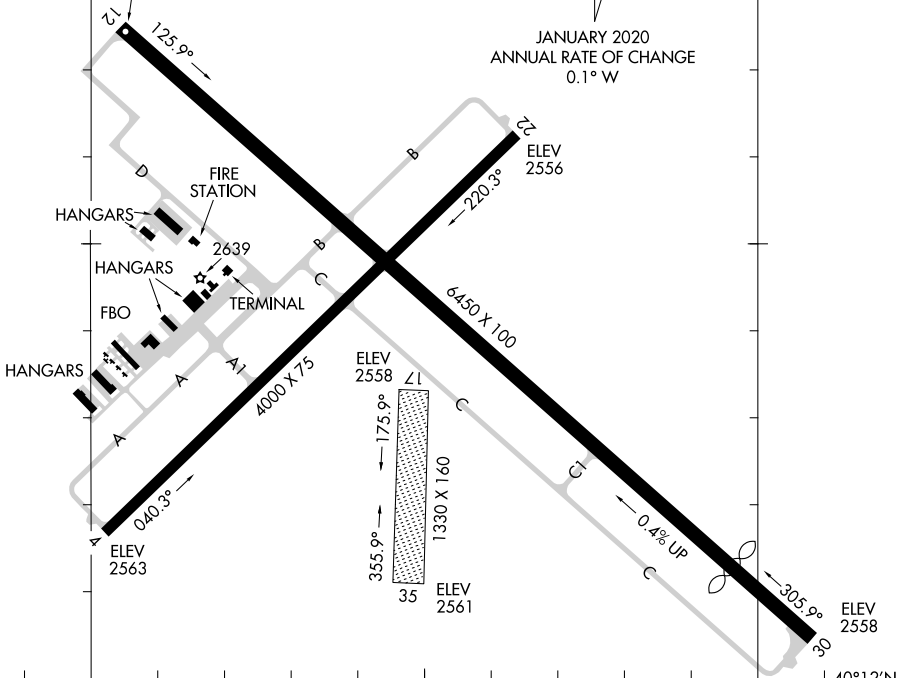 12
125.9°
JANUARY 2020
ANNUAL RATE OF CHANGE
0.1° W
22
ELEV
2556
220.3°
B
B
D
FIRE
STATION
HANGARS
2639
HANGARS
TERMINAL
FBO
HANGARS
C
6450 X 100
A1
A
A
4000 X 75
040.3°
4
ELEV
2563
ELEV
2558
17
175.9°
1330 X 160
355.9°
35
ELEV
2561
C
C1
0.4% UP
C
305.9°
30
ELEV
2558
40°12'N